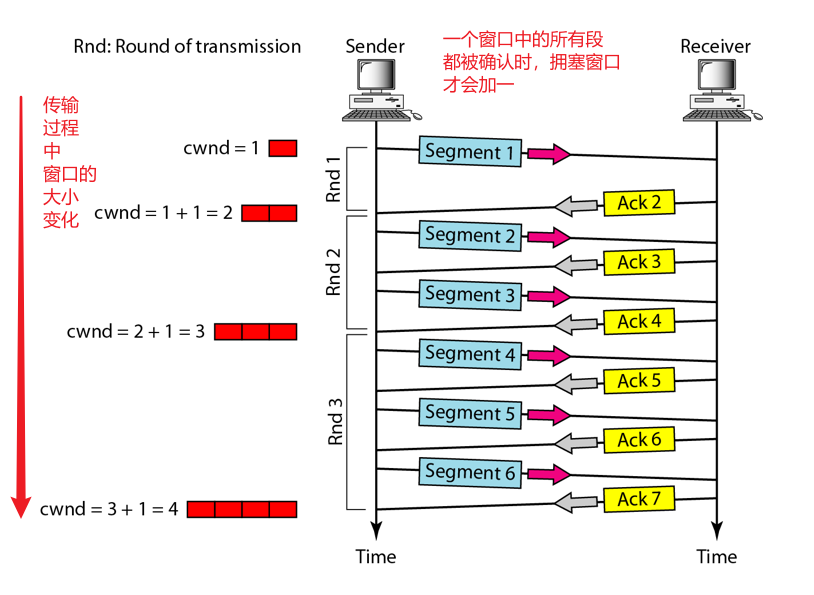 Rnd: Round of transmission
Sender
一个窗口中的所有段
都被确认时，拥塞窗口
才会加一
Receiver
传输
过程
中
窗口的
大小
变化
cwnd = 1
Rnd 1
Segment 1
Ack 2
cwnd = 1 + 1 = 2
Rnd 2
Segment 2
Ack 3
Segment 3
Ack 4
cwnd = 2 + 1 = 3
Rnd 3
Segment 4
Ack 5
Segment 5
Ack 6
Segment 6
Ack 7
cwnd = 3 + 1 = 4
Time
Time